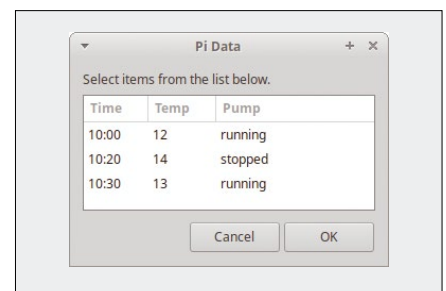 Pi Data
Select items from the list below.
Time Temp Pump
10:00 12 running
10:20 14 stopped
10:30 13 running
Cancel OK